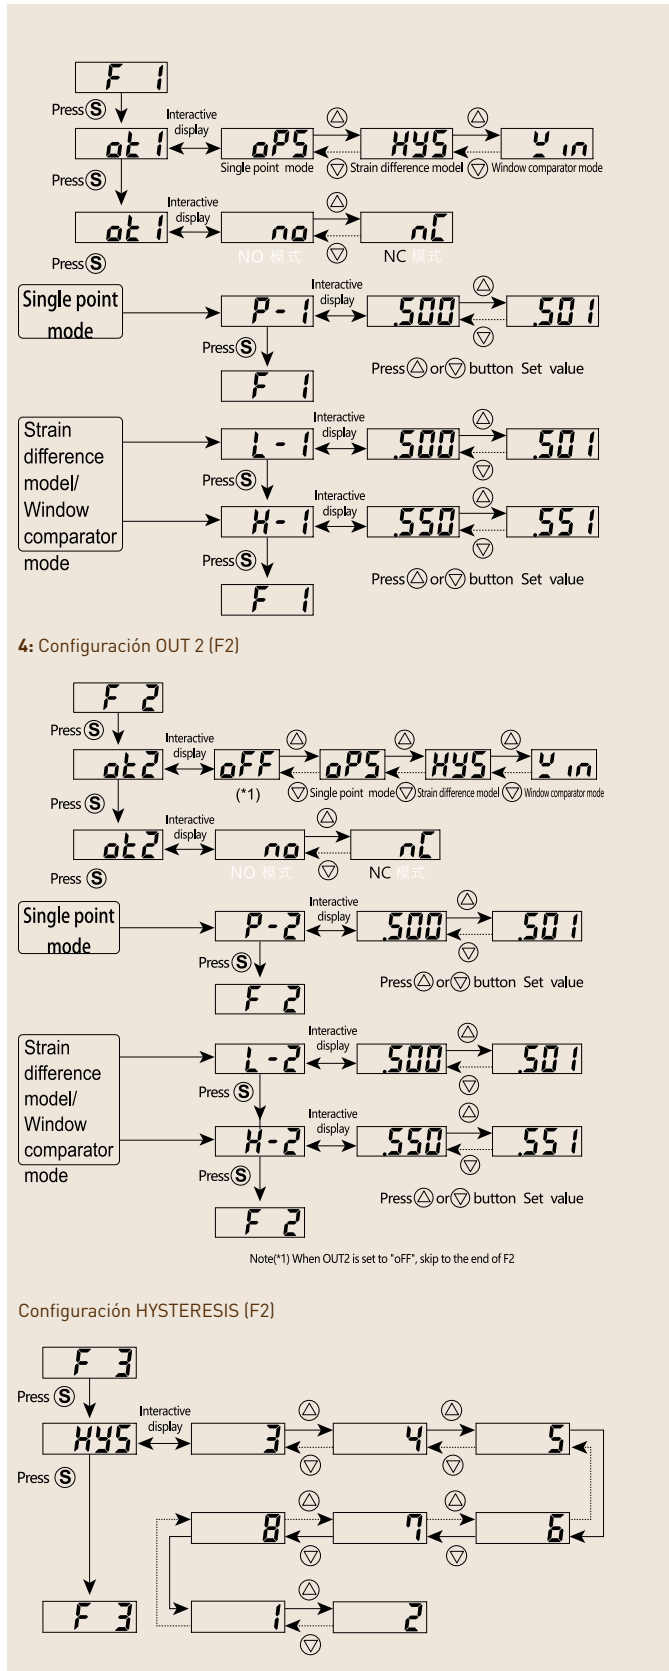 F 1
Press Ⓢ
Interactive display
ot1 oPS HYS Y in
Single point mode Strain difference model Window comparator mode
Press Ⓢ
Interactive display
ot1 no nC
NO 模式 NC 模式
Press Ⓢ
Single point mode
Interactive display
P-1 .500 .501
Press Ⓢ
Press △ or ▽ button Set value
F 1
Strain difference model/ Window comparator mode
Interactive display
L-1 .500 .501
Press Ⓢ
Interactive display
H-1 .550 .551
Press Ⓢ
Press △ or ▽ button Set value
F 1
4: Configuración OUT 2 (F2)
F 2
Press Ⓢ
Interactive display
ot2 oFF oPS HYS Y in
(*1) Single point mode Strain difference model Window comparator mode
Press Ⓢ
Interactive display
ot2 no nC
NO 模式 NC 模式
Press Ⓢ
Single point mode
Interactive display
P-2 .500 .501
Press Ⓢ
Press △ or ▽ button Set value
F 2
Strain difference model/ Window comparator mode
Interactive display
L-2 .500 .501
Press Ⓢ
Interactive display
H-2 .550 .551
Press Ⓢ
Press △ or ▽ button Set value
F 2
Note(*1) When OUT2 is set to "oFF", skip to the end of F2
Configuración HYSTERESIS (F2)
F 3
Press Ⓢ
Interactive display
HYS 3 4 5
Press Ⓢ
8 7 6
F 3 1 2